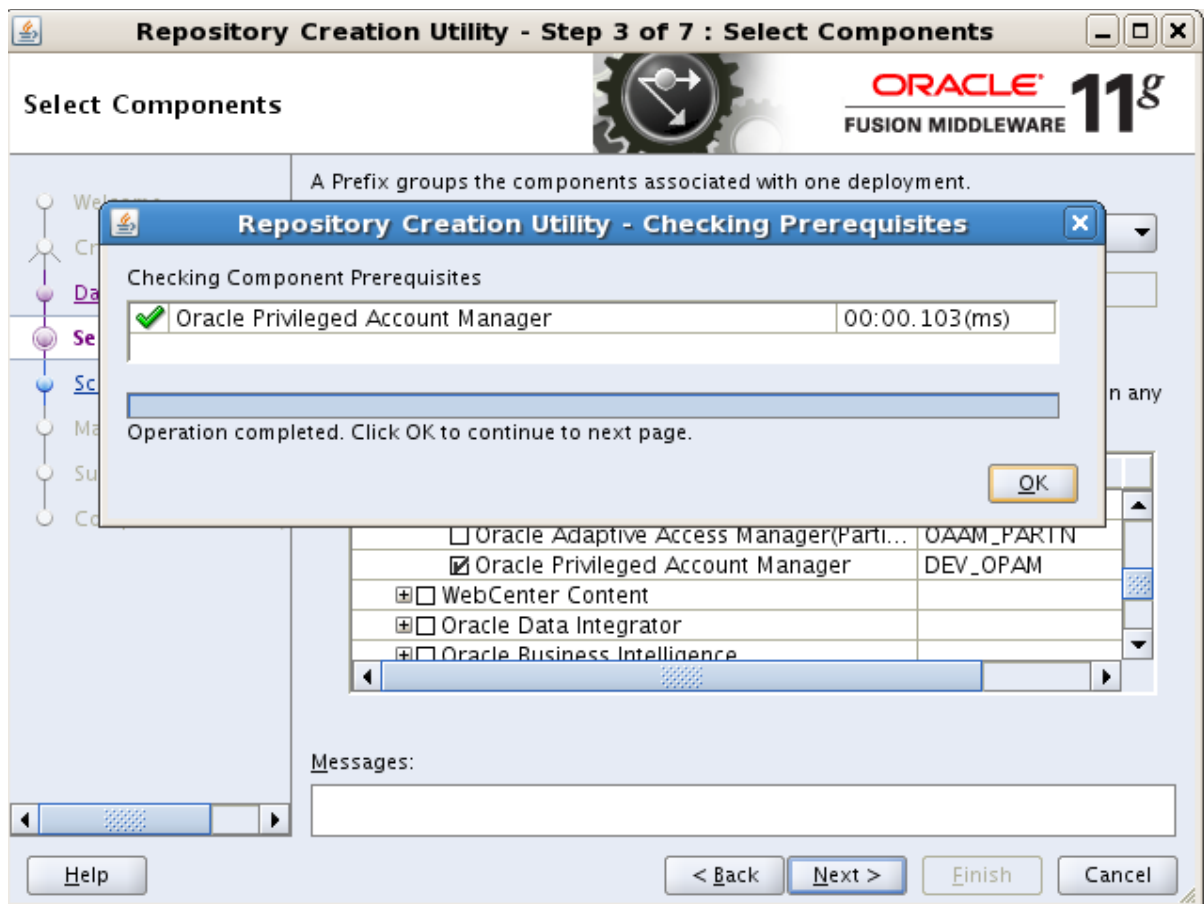 Repository Creation Utility - Step 3 of 7 : Select Components
Select Components
ORACLE
FUSION MIDDLEWARE
11g
A Prefix groups the components associated with one deployment.
Repository Creation Utility - Checking Prerequisites
Checking Component Prerequisites
Oracle Privileged Account Manager 00:00.103(ms)
Operation completed. Click OK to continue to next page.
OK
Cr
Da
Se
Sc
Ma
Su
Co
n any
Oracle Adaptive Access Manager(Parti... OAAM_PARTN
Oracle Privileged Account Manager DEV_OPAM
WebCenter Content
Oracle Data Integrator
Oracle Business Intelligence
Messages:
Help
< Back
Next >
Finish
Cancel